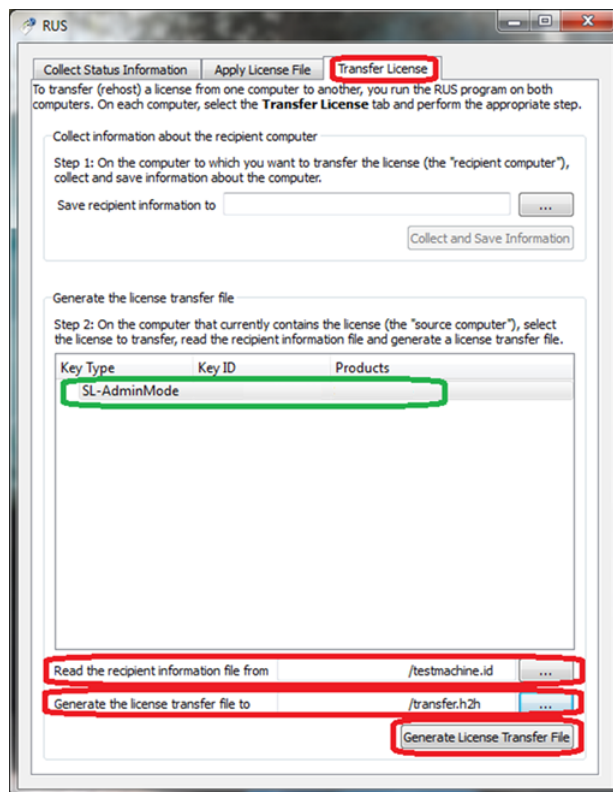 RUS
Collect Status Information Apply License File Transfer License
To transfer (rehost) a license from one computer to another, you run the RUS program on both
computers. On each computer, select the Transfer License tab and perform the appropriate step.
Collect information about the recipient computer
Step 1: On the computer to which you want to transfer the license (the "recipient computer"),
collect and save information about the computer.
Save recipient information to ...
Collect and Save Information
Generate the license transfer file
Step 2: On the computer that currently contains the license (the "source computer"), select
the license to transfer, read the recipient information file and generate a license transfer file.
Key Type Key ID Products
SL-AdminMode
Read the recipient information file from /testmachine.id ...
Generate the license transfer file to /transfer.h2h ...
Generate License Transfer File